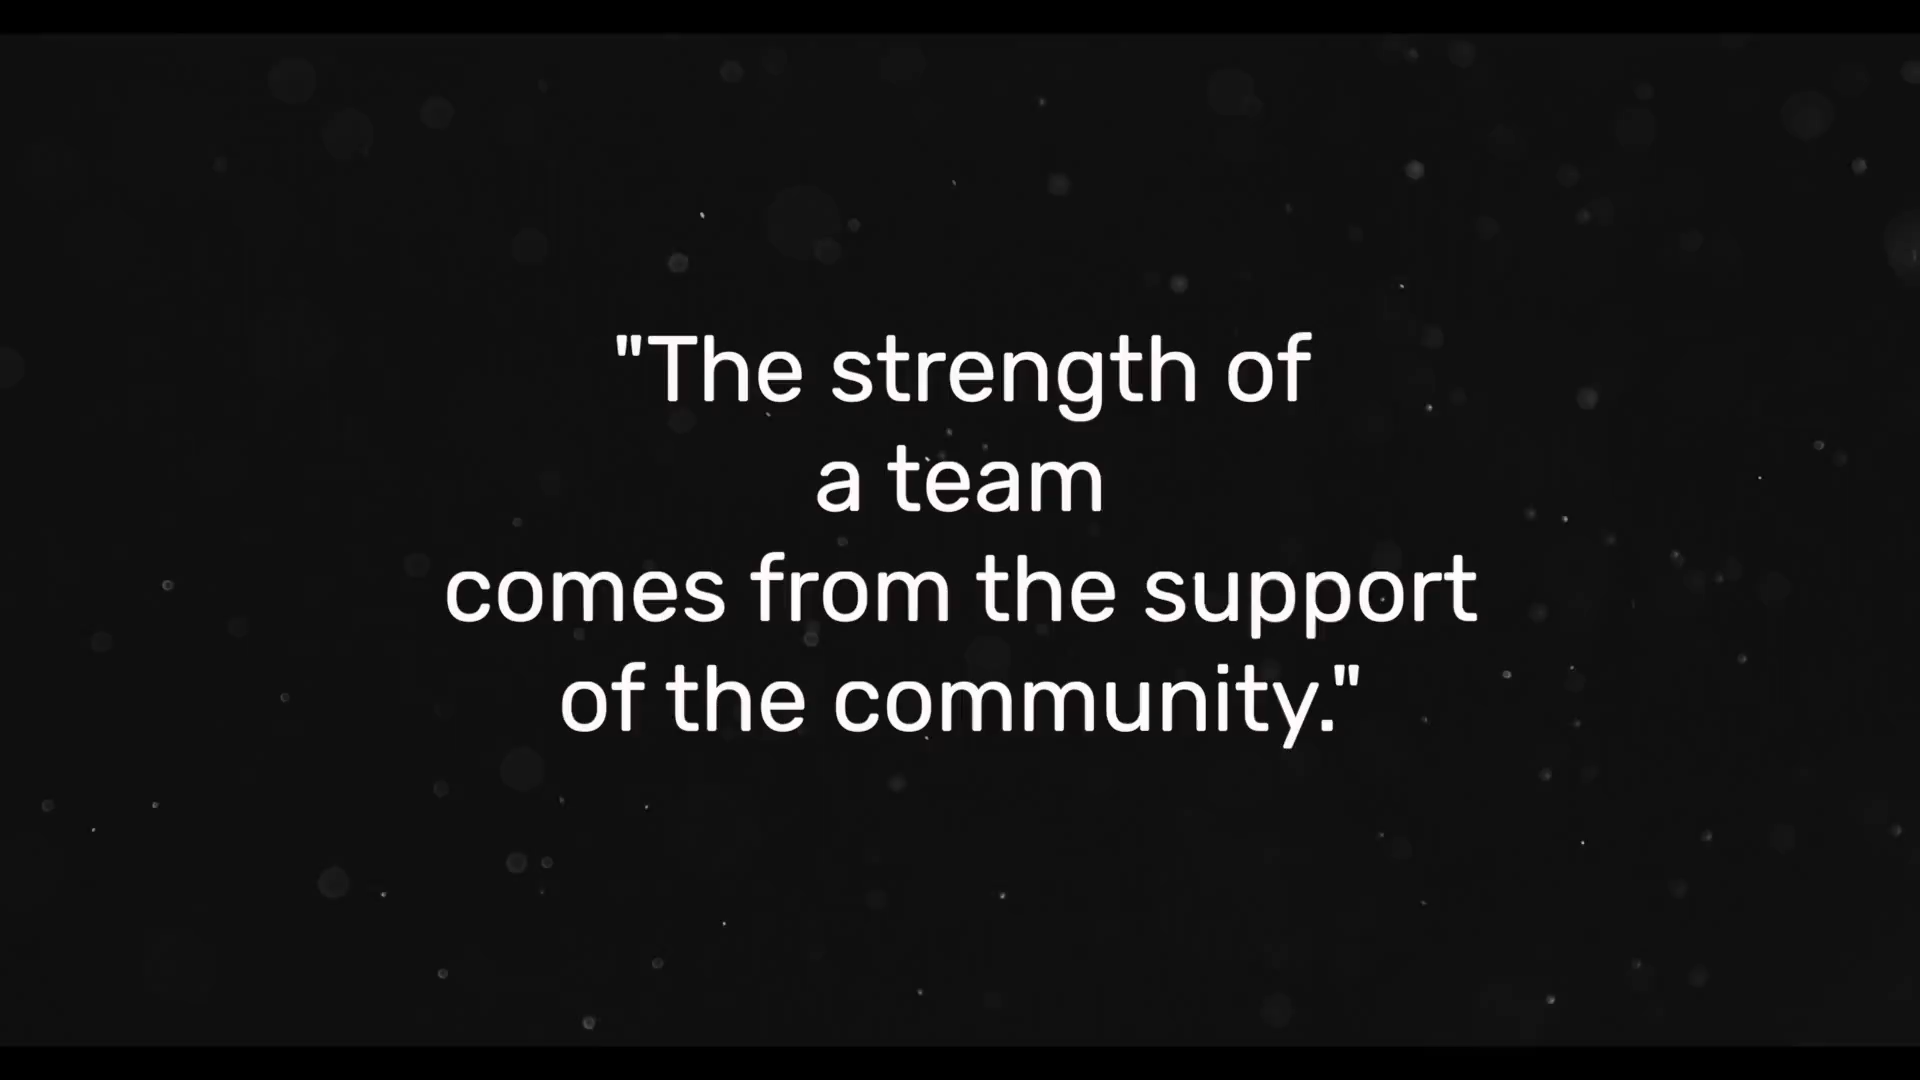 "The strength of
a team
comes from the support
of the community."